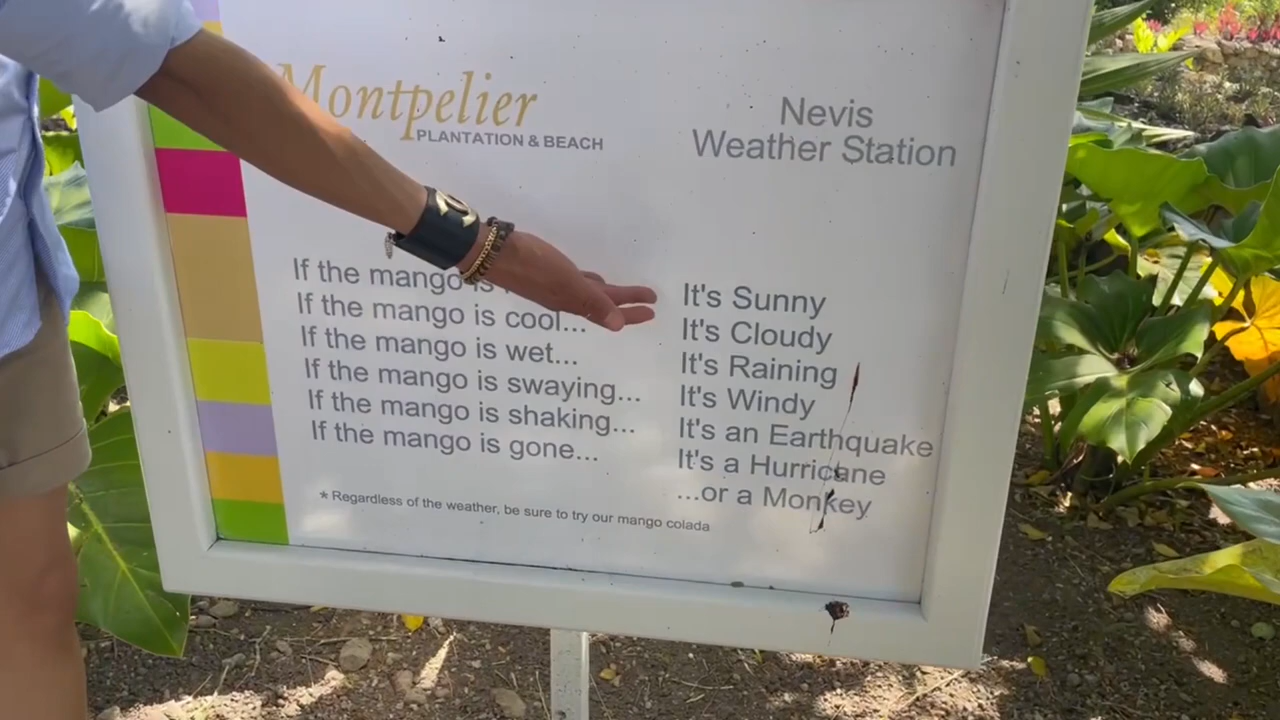 Montpelier
PLANTATION & BEACH
Nevis
Weather Station
If the mango is
If the mango is cool...
If the mango is wet...
If the mango is swaying...
If the mango is shaking...
If the mango is gone...
It's Sunny
It's Cloudy
It's Raining
It's Windy
It's an Earthquake
It's a Hurricane
...or a Monkey
* Regardless of the weather, be sure to try our mango colada